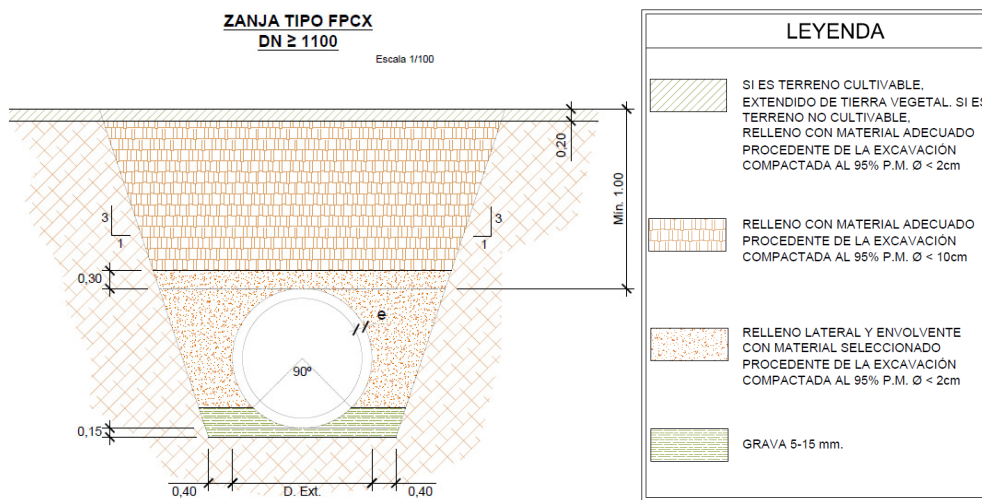 ZANJA TIPO FPCX
DN ≥ 1100
Escala 1/100
0,20
Mín. 1.00
3
1
3
1
0,30
e
90º
0,15
0,40
D. Ext.
0,40
LEYENDA
SI ES TERRENO CULTIVABLE,
EXTENDIDO DE TIERRA VEGETAL. SI ES
TERRENO NO CULTIVABLE,
RELLENO CON MATERIAL ADECUADO
PROCEDENTE DE LA EXCAVACIÓN
COMPACTADA AL 95% P.M. Ø < 2cm
RELLENO CON MATERIAL ADECUADO
PROCEDENTE DE LA EXCAVACIÓN
COMPACTADA AL 95% P.M. Ø < 10cm
RELLENO LATERAL Y ENVOLVENTE
CON MATERIAL SELECCIONADO
PROCEDENTE DE LA EXCAVACIÓN
COMPACTADA AL 95% P.M. Ø < 2cm
GRAVA 5-15 mm.